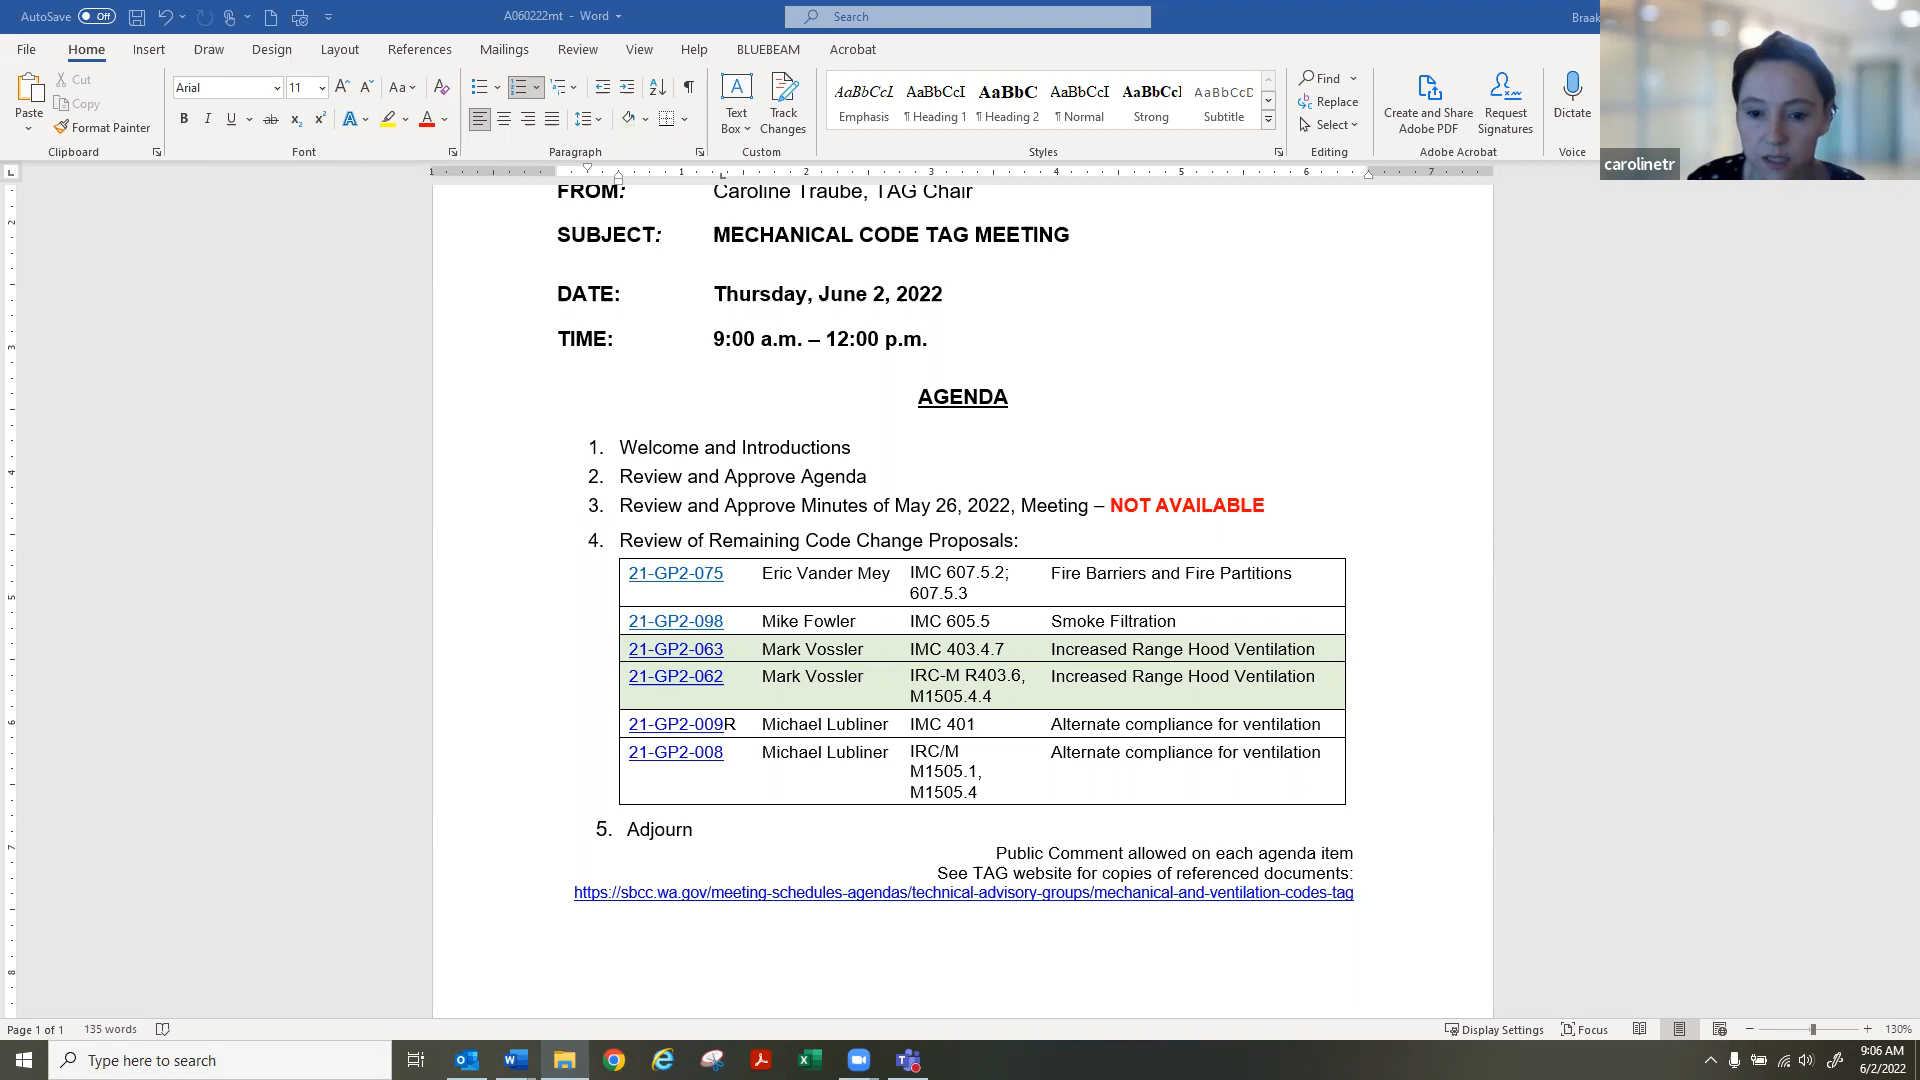 AutoSave Off A060222mt - Word Search Braak
File Home Insert Draw Design Layout References Mailings Review View Help BLUEBEAM Acrobat
Paste Cut Copy Format Painter
Arial 11 Aa
Text Box Track Changes
AaBbCcI AaBbCcI AaBbC AaBbCcI AaBbCcI AaBbCcD
Emphasis ¶ Heading 1 ¶ Heading 2 ¶ Normal Strong Subtitle
Find Replace Select
Create and Share Adobe PDF Request Signatures Dictate
Clipboard Font Paragraph Custom Styles Editing Adobe Acrobat Voice
carolinetr
FROM: Caroline Traube, TAG Chair
SUBJECT: MECHANICAL CODE TAG MEETING
DATE: Thursday, June 2, 2022
TIME: 9:00 a.m. – 12:00 p.m.
AGENDA
1. Welcome and Introductions
2. Review and Approve Agenda
3. Review and Approve Minutes of May 26, 2022, Meeting – NOT AVAILABLE
4. Review of Remaining Code Change Proposals:
21-GP2-075 Eric Vander Mey IMC 607.5.2; Fire Barriers and Fire Partitions
607.5.3
21-GP2-098 Mike Fowler IMC 605.5 Smoke Filtration
21-GP2-063 Mark Vossler IMC 403.4.7 Increased Range Hood Ventilation
21-GP2-062 Mark Vossler IRC-M R403.6, Increased Range Hood Ventilation
M1505.4.4
21-GP2-009R Michael Lubliner IMC 401 Alternate compliance for ventilation
21-GP2-008 Michael Lubliner IRC/M Alternate compliance for ventilation
M1505.1,
M1505.4
5. Adjourn
Public Comment allowed on each agenda item
See TAG website for copies of referenced documents:
https://sbcc.wa.gov/meeting-schedules-agendas/technical-advisory-groups/mechanical-and-ventilation-codes-tag
Page 1 of 1 135 words Display Settings Focus 130%
Type here to search 9:06 AM
6/2/2022